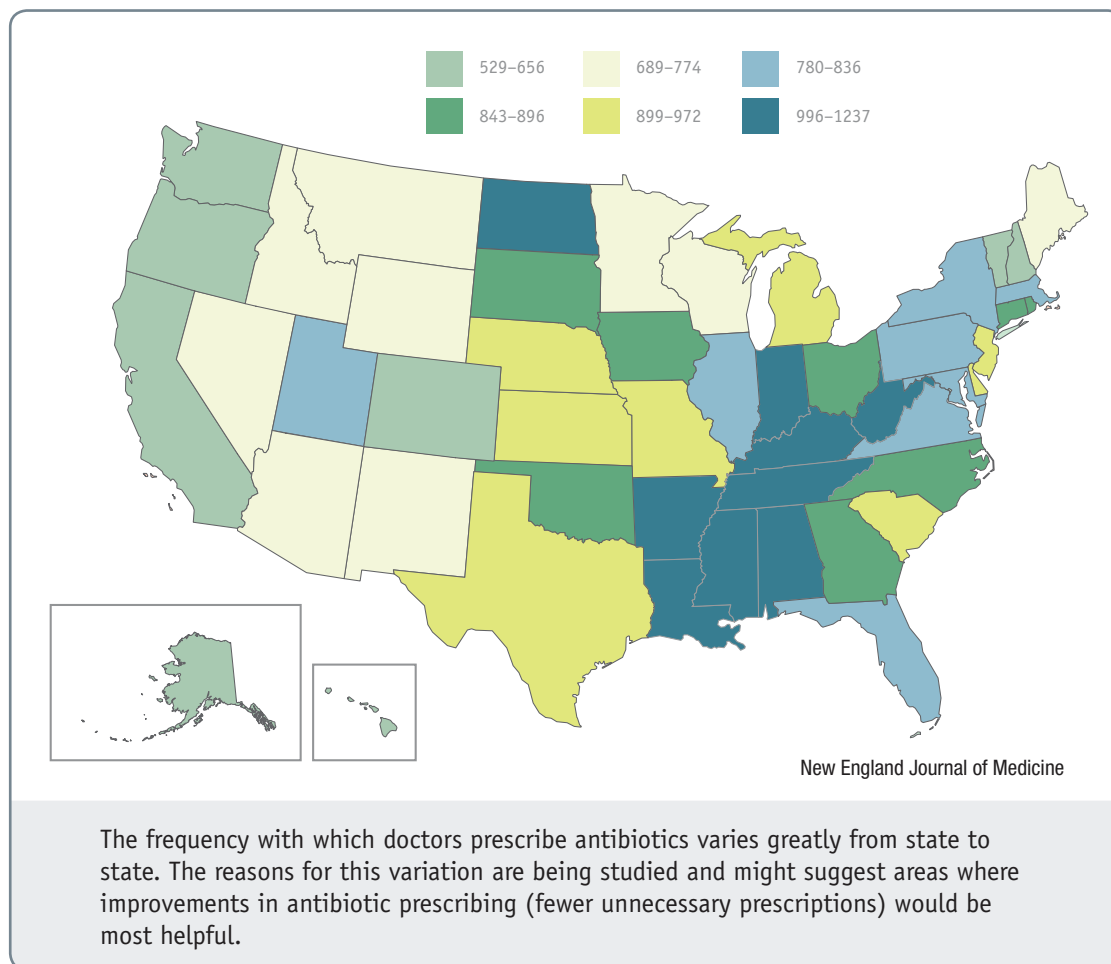 529–656
689–774
780–836
843–896
899–972
996–1237
New England Journal of Medicine
The frequency with which doctors prescribe antibiotics varies greatly from state to
state. The reasons for this variation are being studied and might suggest areas where
improvements in antibiotic prescribing (fewer unnecessary prescriptions) would be
most helpful.